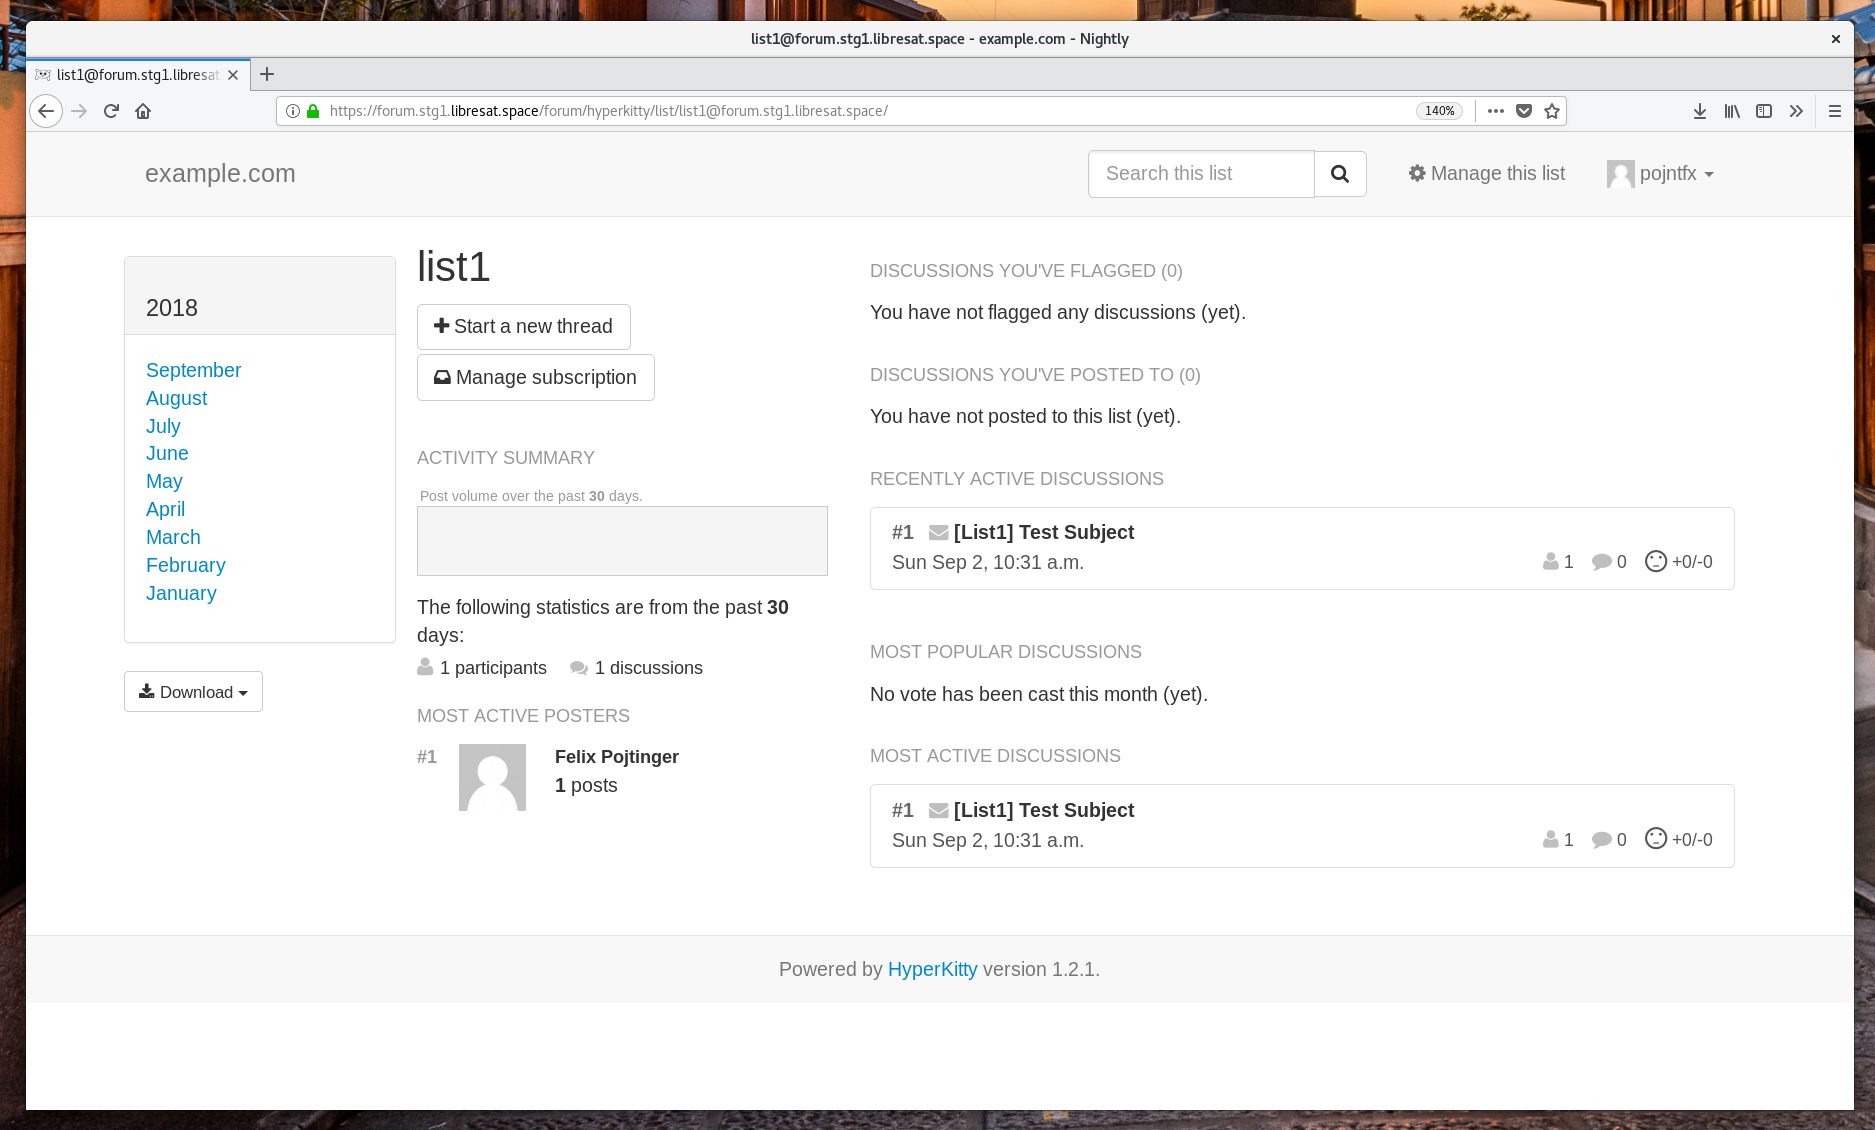 list1@forum.stg1.libresat.space - example.com - Nightly
list1@forum.stg1.libresat
https://forum.stg1.libresat.space/forum/hyperkitty/list/list1@forum.stg1.libresat.space/
140%
example.com
Search this list
Manage this list
pojntfx
2018
September
August
July
June
May
April
March
February
January
Download
list1
Start a new thread
Manage subscription
ACTIVITY SUMMARY
Post volume over the past 30 days.
The following statistics are from the past 30
days:
1 participants 1 discussions
MOST ACTIVE POSTERS
#1 Felix Pojtinger
1 posts
DISCUSSIONS YOU'VE FLAGGED (0)
You have not flagged any discussions (yet).
DISCUSSIONS YOU'VE POSTED TO (0)
You have not posted to this list (yet).
RECENTLY ACTIVE DISCUSSIONS
#1 [List1] Test Subject
Sun Sep 2, 10:31 a.m. 1 0 +0/-0
MOST POPULAR DISCUSSIONS
No vote has been cast this month (yet).
MOST ACTIVE DISCUSSIONS
#1 [List1] Test Subject
Sun Sep 2, 10:31 a.m. 1 0 +0/-0
Powered by HyperKitty version 1.2.1.